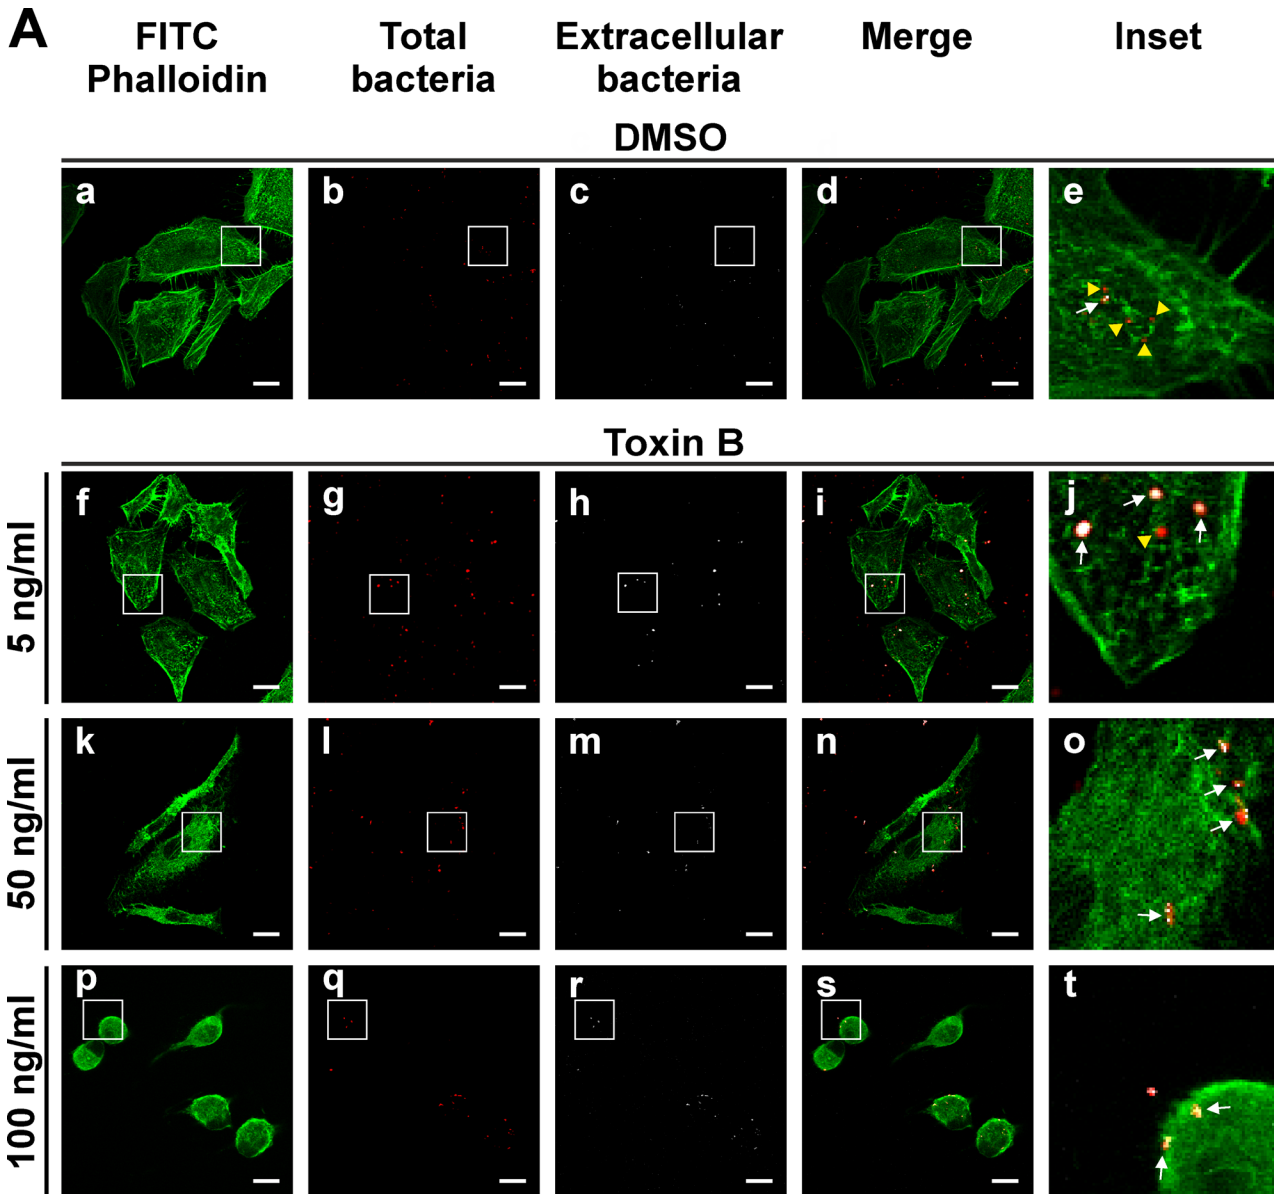 A
FITC Phalloidin
Total bacteria
Extracellular bacteria
Merge
Inset
DMSO
a
b
c
d
e
Toxin B
5 ng/ml
f
g
h
i
j
50 ng/ml
k
l
m
n
o
100 ng/ml
p
q
r
s
t